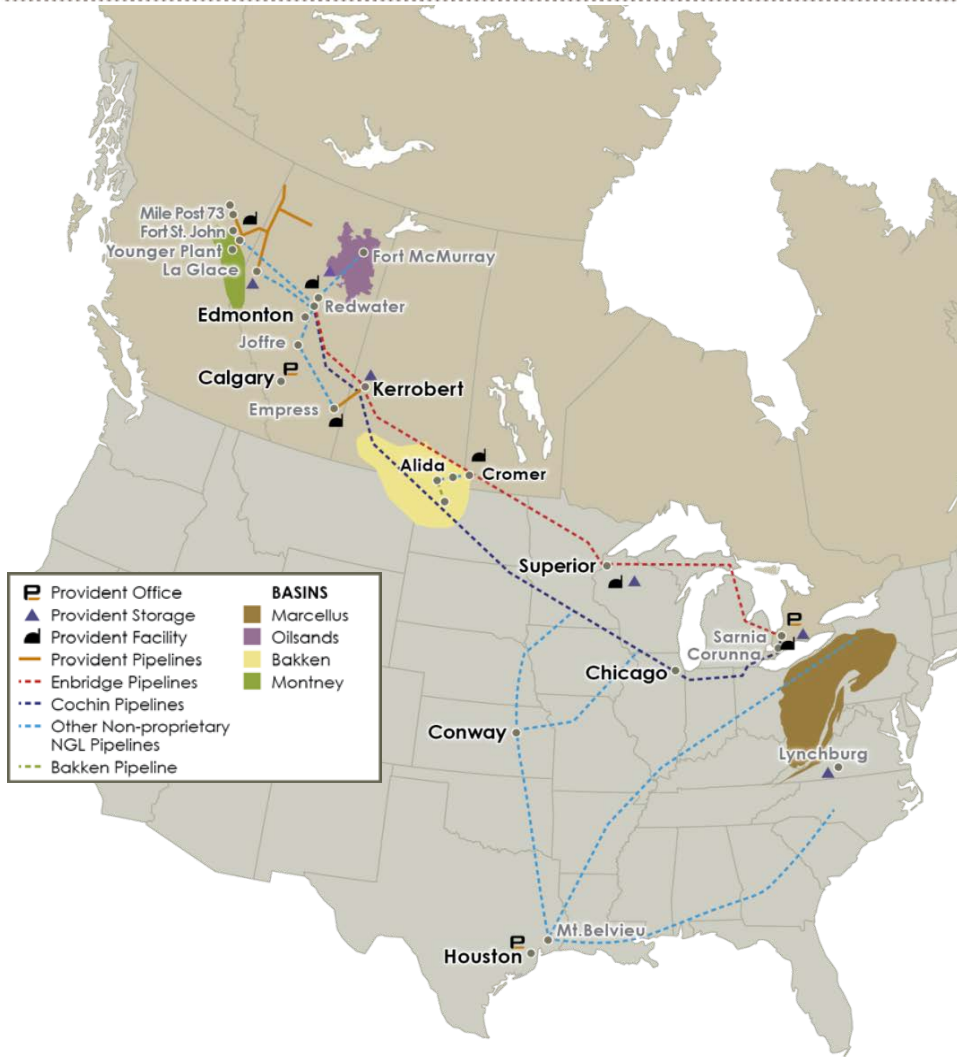 Mile Post 73
Fort St. John
Younger Plant
La Glace
Fort McMurray
Redwater
Edmonton
Joffre
Calgary
Kerrobert
Empress
Alida
Cromer
Superior
Provident Office
Provident Storage
Provident Facility
Provident Pipelines
Enbridge Pipelines
Cochin Pipelines
Other Non-proprietary
NGL Pipelines
Bakken Pipeline
BASINS
Marcellus
Oilsands
Bakken
Montney
Sarnia
Corunna
Chicago
Conway
Lynchburg
Mt.Belvieu
Houston